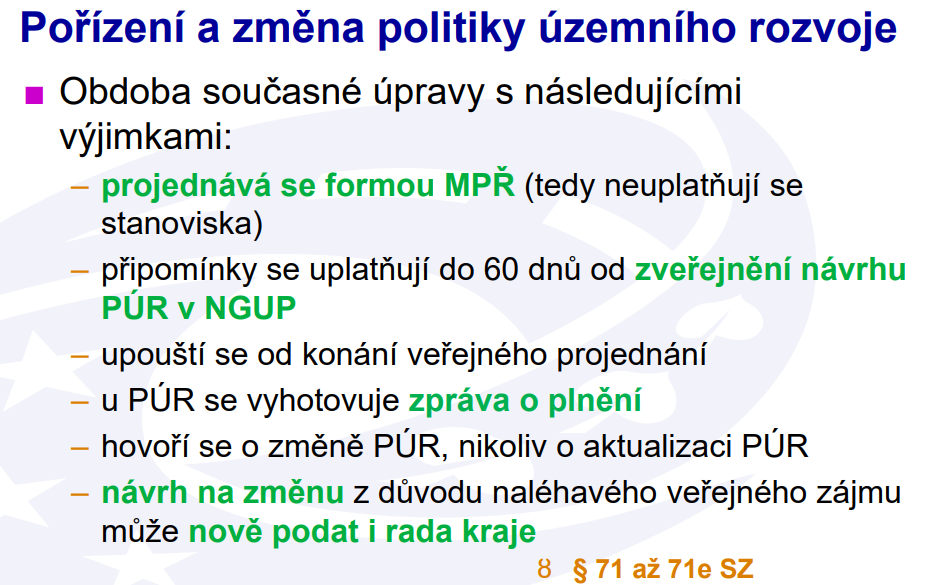 Pořízení a změna politiky územního rozvoje
Obdoba současné úpravy s následujícími
výjimkami:
– projednává se formou MPŘ (tedy neuplatňují se
stanoviska)
– připomínky se uplatňují do 60 dnů od zveřejnění návrhu
PÚR v NGUP
– upouští se od konání veřejného projednání
– u PÚR se vyhotovuje zpráva o plnění
– hovoří se o změně PÚR, nikoliv o aktualizaci PÚR
– návrh na změnu z důvodu naléhavého veřejného zájmu
může nově podat i rada kraje
8 § 71 až 71e SZ